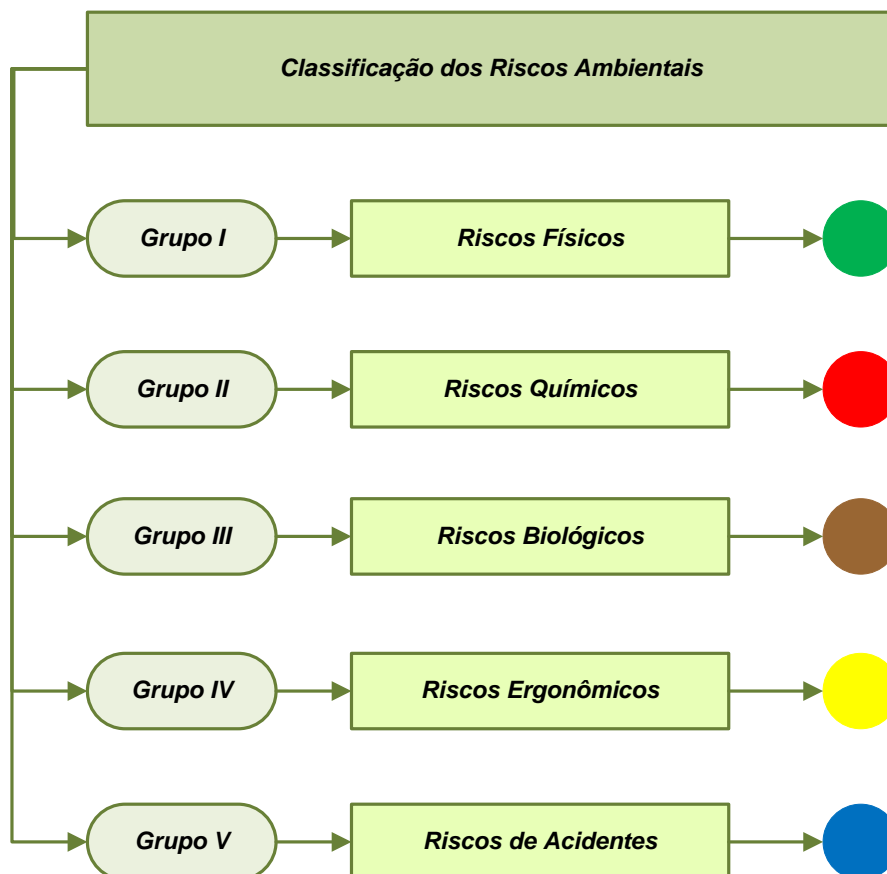 Classificação dos Riscos Ambientais
Grupo I
Riscos Físicos
Grupo II
Riscos Químicos
Grupo III
Riscos Biológicos
Grupo IV
Riscos Ergonômicos
Grupo V
Riscos de Acidentes